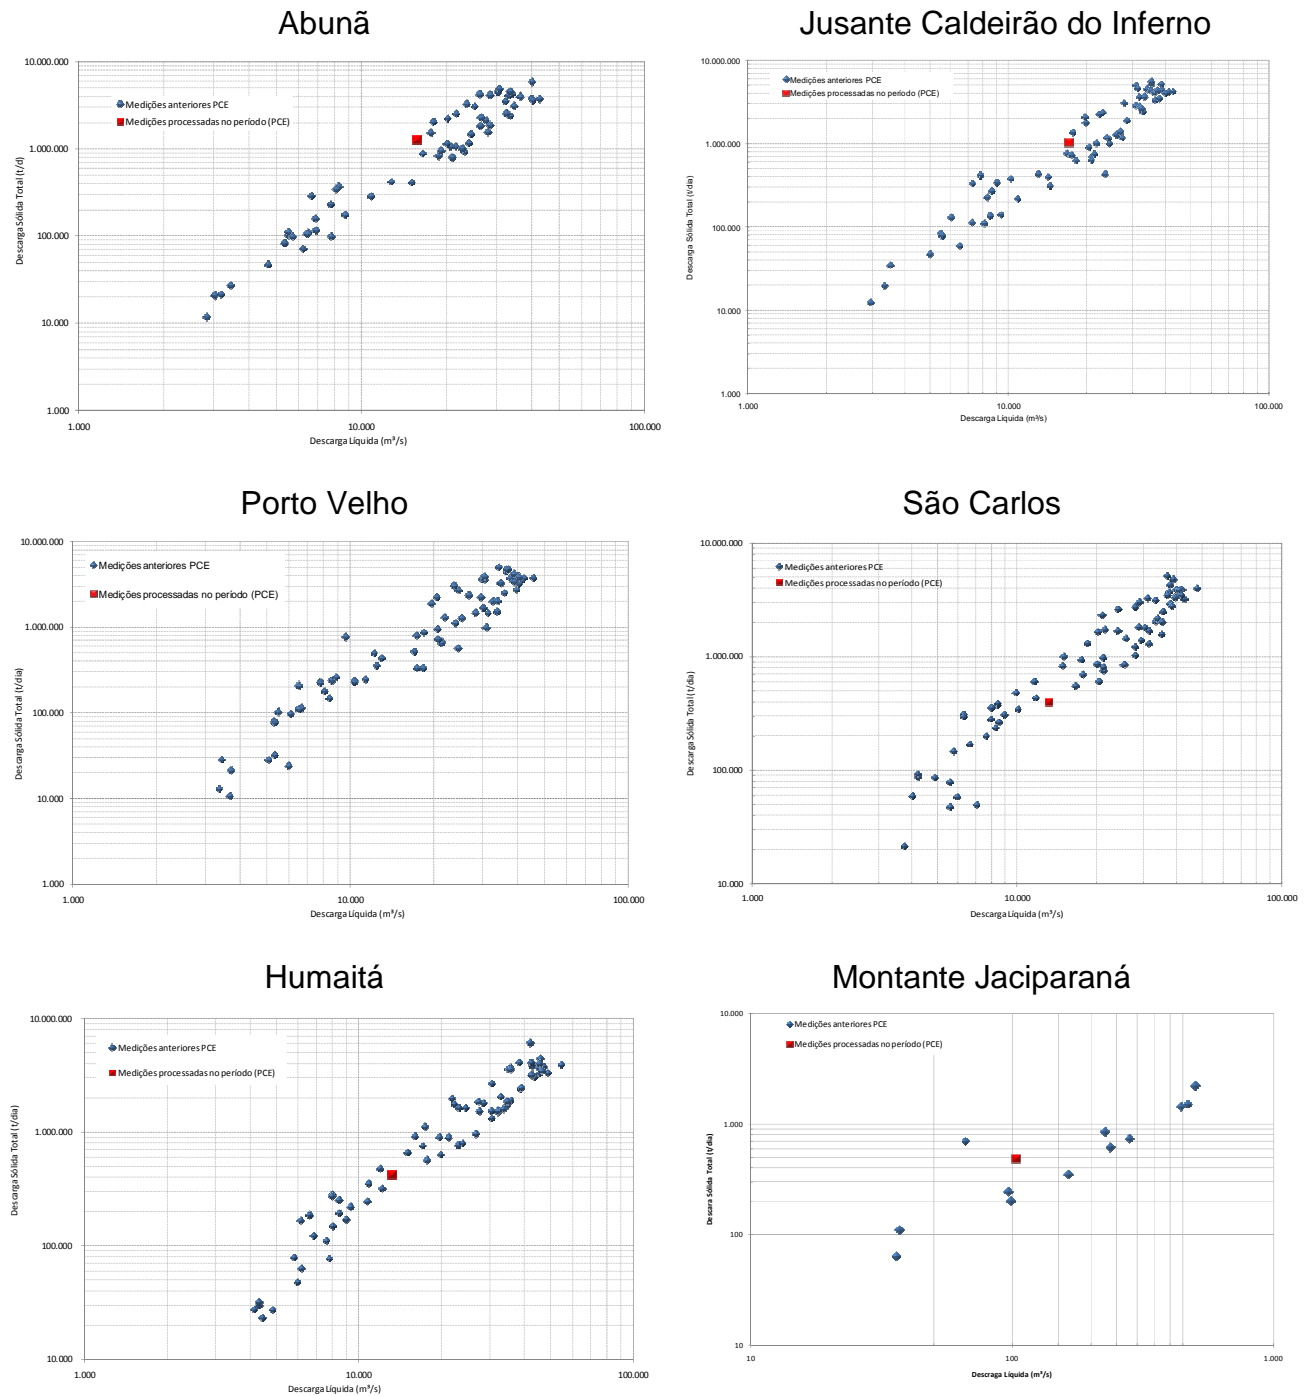 Abunã
10.000.000
1.000.000
100.000
10.000
1.000
Descarga Sólida Total (t/d)
Medições anteriores PCE
Medições processadas no período (PCE)
1.000
10.000
100.000
Descarga Líquida (m³/s)
Jusante Caldeirão do Inferno
10.000.000
1.000.000
100.000
10.000
1.000
Descarga Sólida Total (t/dia)
Medições anteriores PCE
Medições processadas no período (PCE)
1.000
10.000
100.000
Descarga Líquida (m³/s)
Porto Velho
10.000.000
1.000.000
100.000
10.000
1.000
Descarga Sólida Total (t/dia)
Medições anteriores PCE
Medições processadas no período (PCE)
1.000
10.000
100.000
Descarga Líquida (m³/s)
São Carlos
10.000.000
1.000.000
100.000
10.000
Descarga Sólida Total (t/dia)
Medições anteriores PCE
Medições processadas no período (PCE)
1.000
10.000
100.000
Descarga Líquida (m³/s)
Humaitá
10.000.000
1.000.000
100.000
10.000
Descarga Sólida Total (t/dia)
Medições anteriores PCE
Medições processadas no período (PCE)
1.000
10.000
100.000
Descarga Líquida (m³/s)
Montante Jaciparaná
10.000
1.000
100
10
Descara Sólida Total (t/dia)
Medições anteriores PCE
Medições processadas no período (PCE)
10
100
1.000
Descraga Líquida (m³/s)